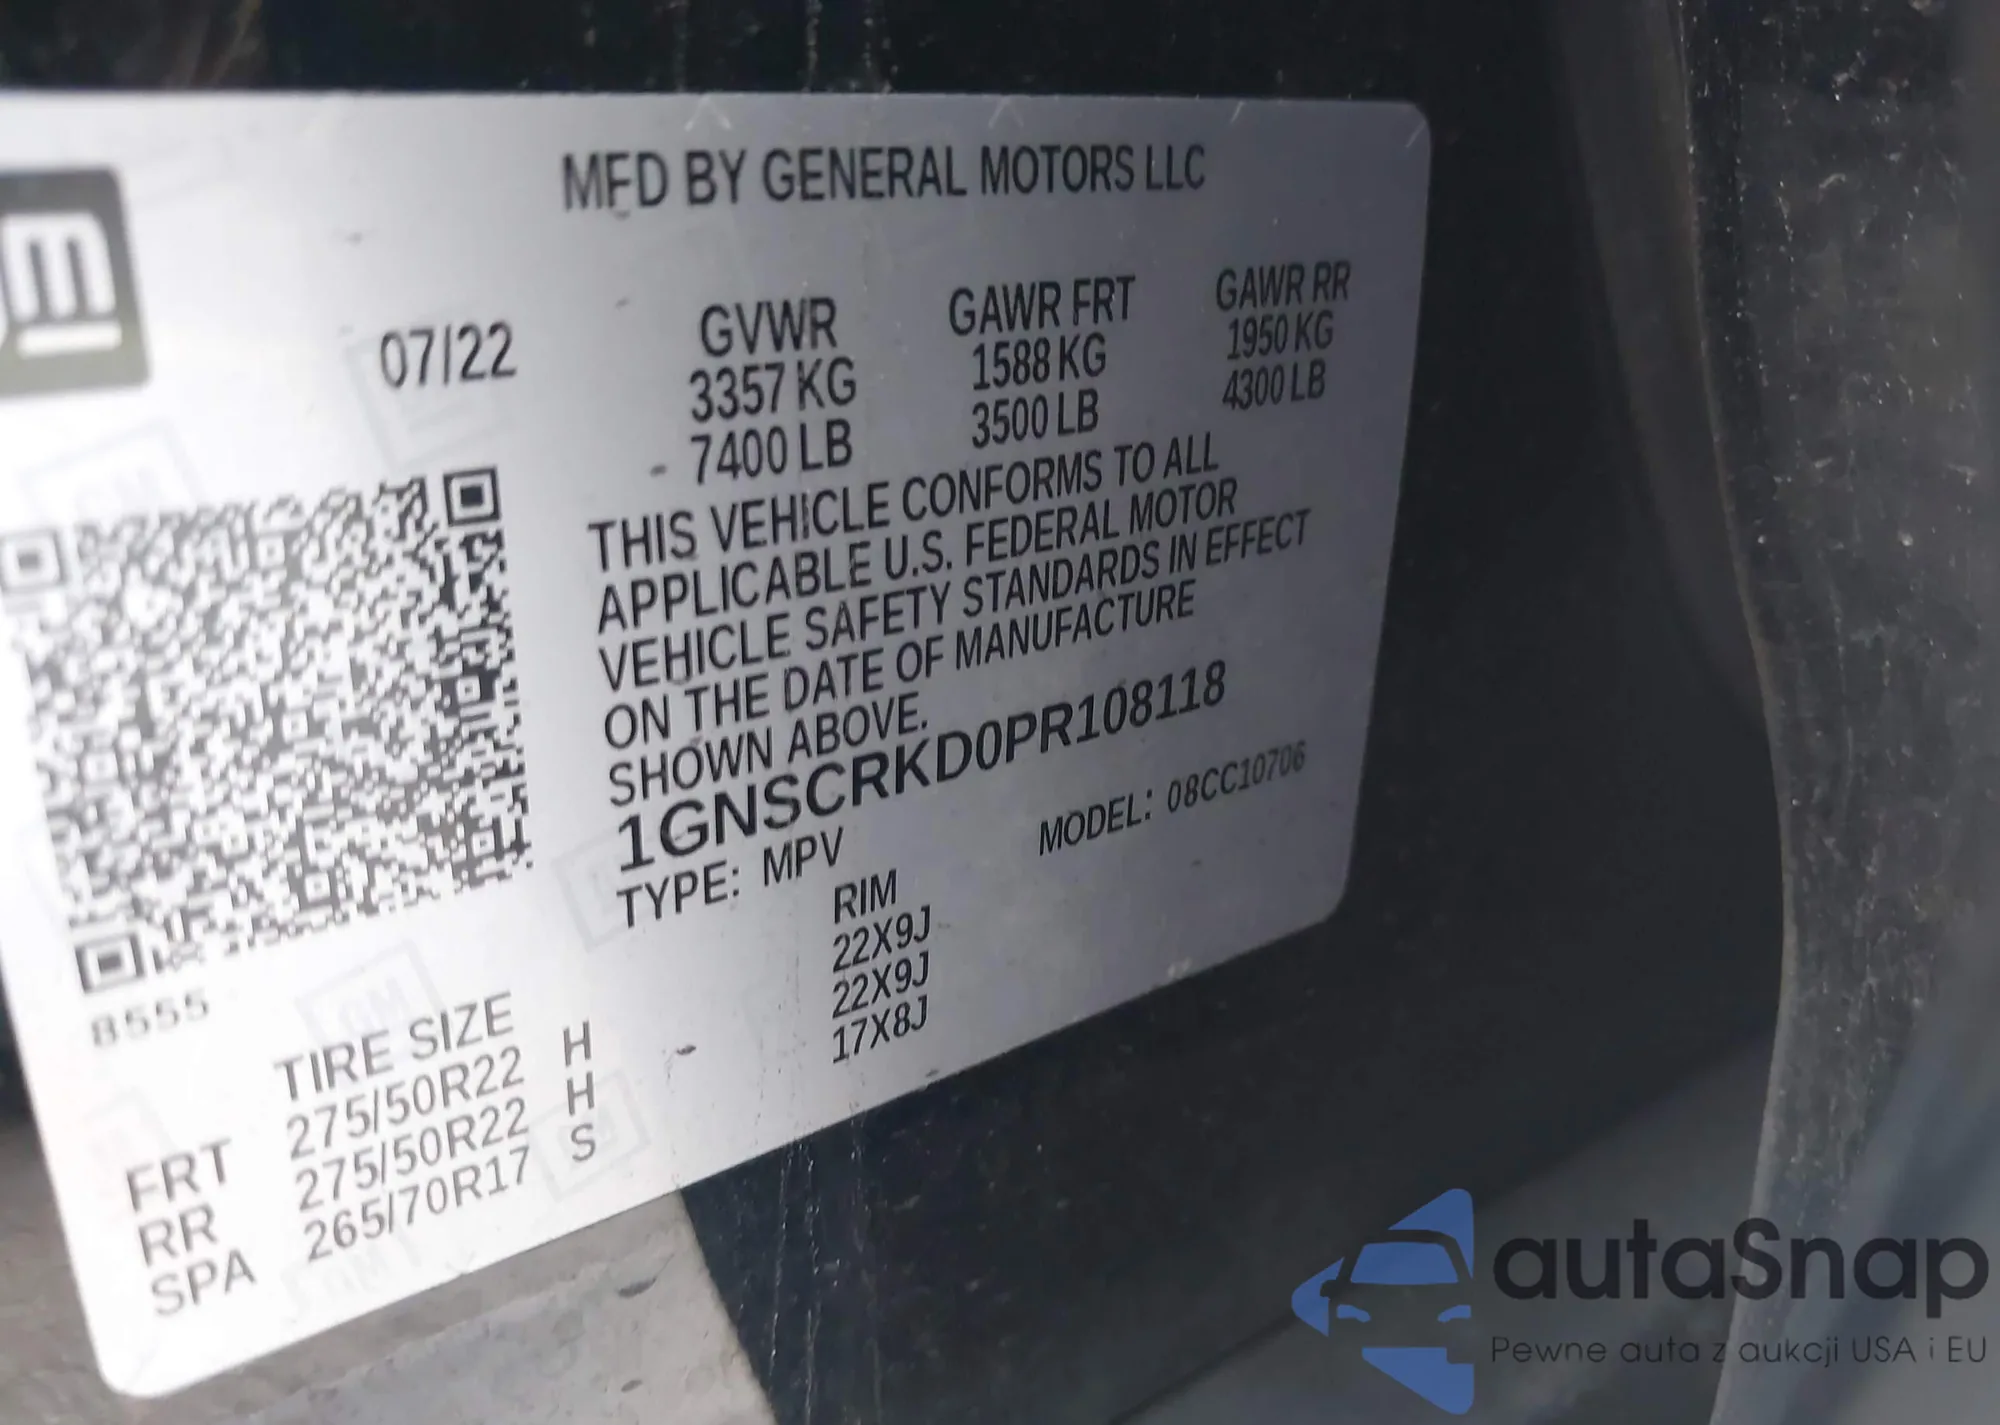 MFD BY GENERAL MOTORS LLC
07/22
GVWR
3357 KG
7400 LB
GAWR FRT
1588 KG
3500 LB
GAWR RR
1950 KG
4300 LB
THIS VEHICLE CONFORMS TO ALL
APPLICABLE U.S. FEDERAL MOTOR
VEHICLE SAFETY STANDARDS IN EFFECT
ON THE DATE OF MANUFACTURE
SHOWN ABOVE.
1GNSCRKD0PR108118
TYPE: MPV MODEL: 08CC10706
8555
TIRE SIZE RIM
FRT 275/50R22 H 22X9J
RR 275/50R22 H 22X9J
SPA 265/70R17 S 17X8J
autaSnap
Pewne auta z aukcji USA i EU